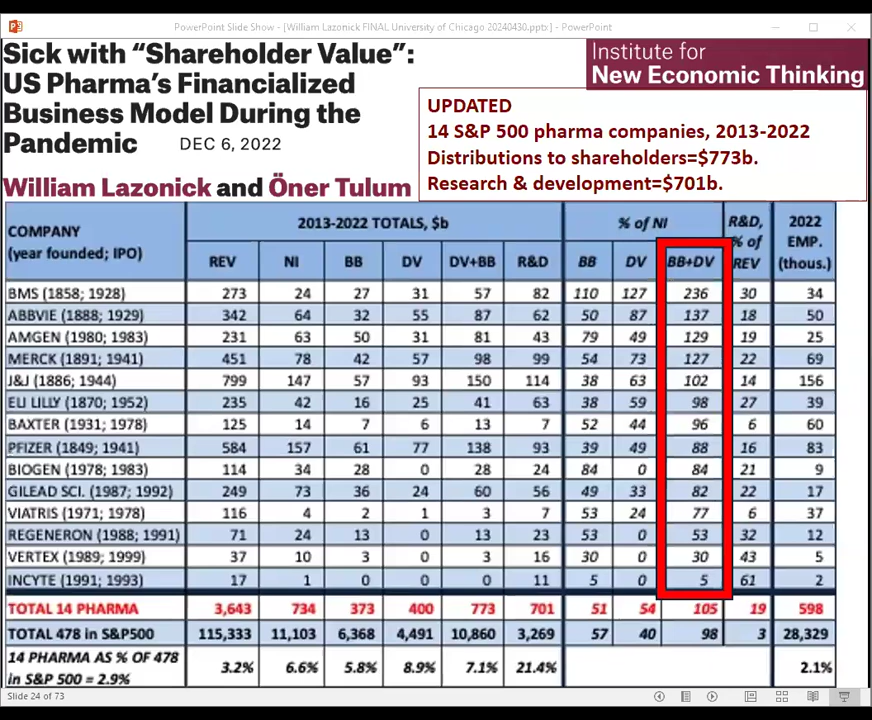 PowerPoint Slide Show - [William Lazonick FINAL University of Chicago 20240430.pptx] - PowerPoint
Sick with “Shareholder Value”:
US Pharma’s Financialized
Business Model During the
Pandemic DEC 6, 2022
William Lazonick and Öner Tulum
Institute for
New Economic Thinking
UPDATED
14 S&P 500 pharma companies, 2013-2022
Distributions to shareholders=$773b.
Research & development=$701b.
COMPANY (year founded; IPO) 2013-2022 TOTALS, $b % of NI R&D, % of REV 2022 EMP. (thous.)
REV NI BB DV DV+BB R&D BB DV BB+DV
BMS (1858; 1928) 273 24 27 31 57 82 110 127 236 30 34
ABBVIE (1888; 1929) 342 64 32 55 87 62 50 87 137 18 50
AMGEN (1980; 1983) 231 63 50 31 81 43 79 49 129 19 25
MERCK (1891; 1941) 451 78 42 57 98 99 54 73 127 22 69
J&J (1886; 1944) 799 147 57 93 150 114 38 63 102 14 156
ELI LILLY (1870; 1952) 235 42 16 25 41 63 38 59 98 27 39
BAXTER (1931; 1978) 125 14 7 6 13 7 52 44 96 6 60
PFIZER (1849; 1941) 584 157 61 77 138 93 39 49 88 16 83
BIOGEN (1978; 1983) 114 34 28 0 28 24 84 0 84 21 9
GILEAD SCI. (1987; 1992) 249 73 36 24 60 56 49 33 82 22 17
VIATRIS (1971; 1978) 116 4 2 1 3 7 53 24 77 6 37
REGENERON (1988; 1991) 71 24 13 0 13 23 53 0 53 32 12
VERTEX (1989; 1999) 37 10 3 0 3 16 30 0 30 43 5
INCYTE (1991; 1993) 17 1 0 0 0 11 5 0 5 61 2
TOTAL 14 PHARMA 3,643 734 373 400 773 701 51 54 105 19 598
TOTAL 478 in S&P500 115,333 11,103 6,368 4,491 10,860 3,269 57 40 98 3 28,329
14 PHARMA AS % OF 478
in S&P 500 = 2.9% 3.2% 6.6% 5.8% 8.9% 7.1% 21.4% 2.1%
Slide 24 of 73